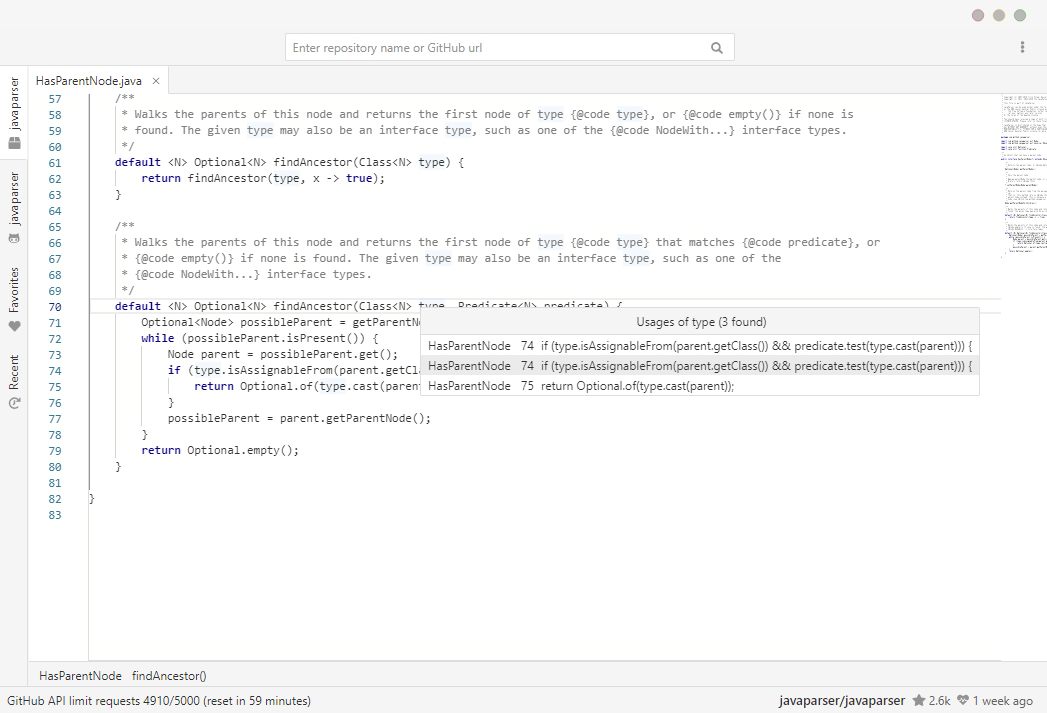 Enter repository name or GitHub url
HasParentNode.java ×
javaparser
javaparser
Favorites
Recent
57 /**
58 * Walks the parents of this node and returns the first node of type {@code type}, or {@code empty()} if none is
59 * found. The given type may also be an interface type, such as one of the {@code NodeWith...} interface types.
60 */
61 default <N> Optional<N> findAncestor(Class<N> type) {
62 return findAncestor(type, x -> true);
63 }
64
65 /**
66 * Walks the parents of this node and returns the first node of type {@code type} that matches {@code predicate}, or
67 * {@code empty()} if none is found. The given type may also be an interface type, such as one of the
68 * {@code NodeWith...} interface types.
69 */
70 default <N> Optional<N> findAncestor(Class<N> type, Predicate<N> predicate) {
71 Optional<Node> possibleParent = getParentNo
72 while (possibleParent.isPresent()) {
73 Node parent = possibleParent.get();
74 if (type.isAssignableFrom(parent.getCla
75 return Optional.of(type.cast(paren
76 }
77 possibleParent = parent.getParentNode();
78 }
79 return Optional.empty();
80 }
81
82 }
83
Usages of type (3 found)
HasParentNode 74 if (type.isAssignableFrom(parent.getClass()) && predicate.test(type.cast(parent))) {
HasParentNode 74 if (type.isAssignableFrom(parent.getClass()) && predicate.test(type.cast(parent))) {
HasParentNode 75 return Optional.of(type.cast(parent));
HasParentNode findAncestor()
GitHub API limit requests 4910/5000 (reset in 59 minutes)
javaparser/javaparser 2.6k 1 week ago